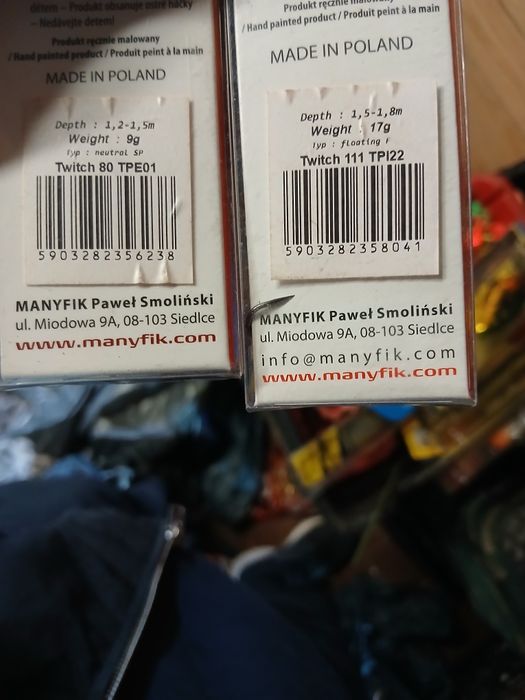 dětem – Produkt obsahuje ostré háčky
– Nedávejte dětem!
Produkt ręcznie malowany
/ Hand painted product / Produit peint à la main
MADE IN POLAND
Depth : 1,2-1,5m
Weight : 9g
Typ : neutral SP
Twitch 80 TPE01
5903282356238
MANYFIK Paweł Smoliński
ul. Miodowa 9A, 08-103 Siedlce
www.manyfik.com
Produkt ręcznie malowany
/ Hand painted product / Produit peint à la main
MADE IN POLAND
Depth : 1,5-1,8m
Weight : 17g
Typ : floating F
Twitch 111 TPI22
5903282358041
MANYFIK Paweł Smoliński
ul. Miodowa 9A, 08-103 Siedlce
info@manyfik.com
www.manyfik.com